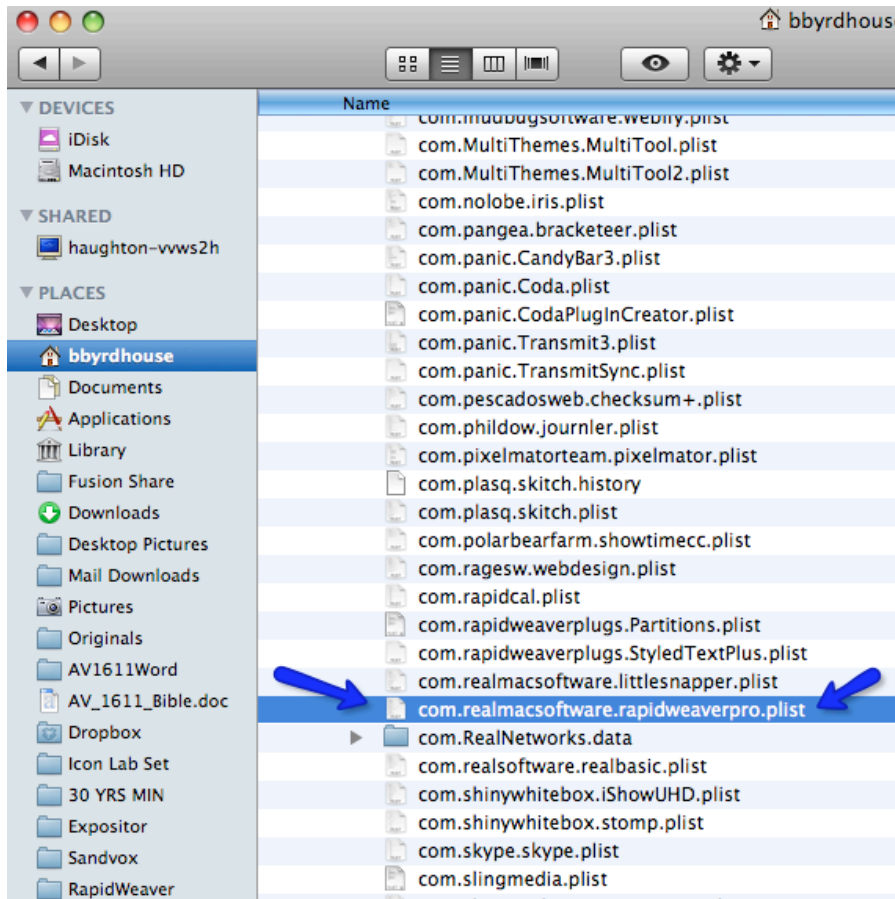 bbyrdhouse
DEVICES
iDisk
Macintosh HD
SHARED
haughton-vvws2h
PLACES
Desktop
bbyrdhouse
Documents
Applications
Library
Fusion Share
Downloads
Desktop Pictures
Mail Downloads
Pictures
Originals
AV1611Word
AV_1611_Bible.doc
Dropbox
Icon Lab Set
30 YRS MIN
Expositor
Sandvox
RapidWeaver
Name
com.mudbugsoftware.Webify.plist
com.MultiThemes.MultiTool.plist
com.MultiThemes.MultiTool2.plist
com.nolobe.iris.plist
com.pangea.bracketeer.plist
com.panic.CandyBar3.plist
com.panic.Coda.plist
com.panic.CodaPlugInCreator.plist
com.panic.Transmit3.plist
com.panic.TransmitSync.plist
com.pescadosweb.checksum+.plist
com.phildow.journler.plist
com.pixelmatorteam.pixelmator.plist
com.plasq.skitch.history
com.plasq.skitch.plist
com.polarbearfarm.showtimecc.plist
com.ragesw.webdesign.plist
com.rapidcal.plist
com.rapidweaverplugs.Partitions.plist
com.rapidweaverplugs.StyledTextPlus.plist
com.realmacsoftware.littlesnapper.plist
com.realmacsoftware.rapidweaverpro.plist
com.RealNetworks.data
com.realsoftware.realbasic.plist
com.shinywhitebox.iShowUHD.plist
com.shinywhitebox.stomp.plist
com.skype.skype.plist
com.slingmedia.plist